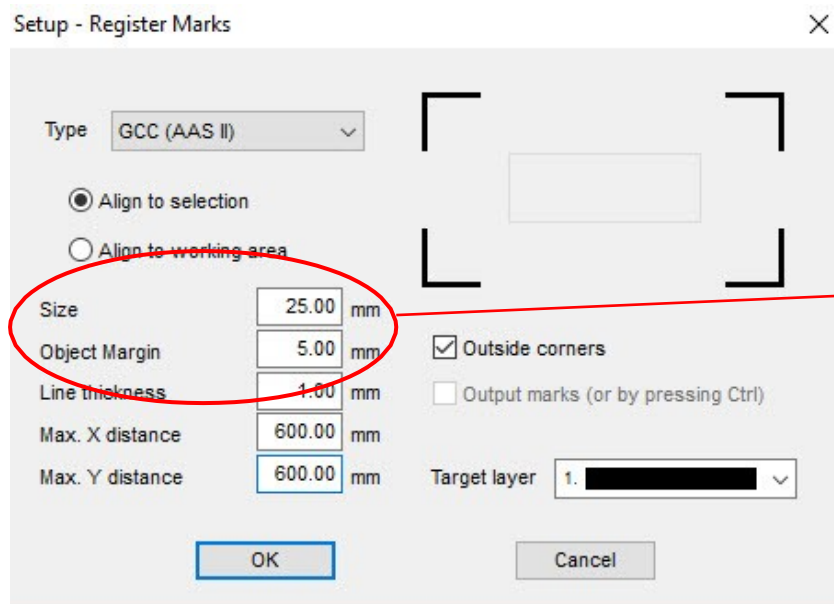 Setup - Register Marks
Type GCC (AAS II)
Align to selection
Align to working area
Size 25.00 mm
Object Margin 5.00 mm
Line thickness 1.00 mm
Max. X distance 600.00 mm
Max. Y distance 600.00 mm
Outside corners
Output marks (or by pressing Ctrl)
Target layer 1.
OK
Cancel